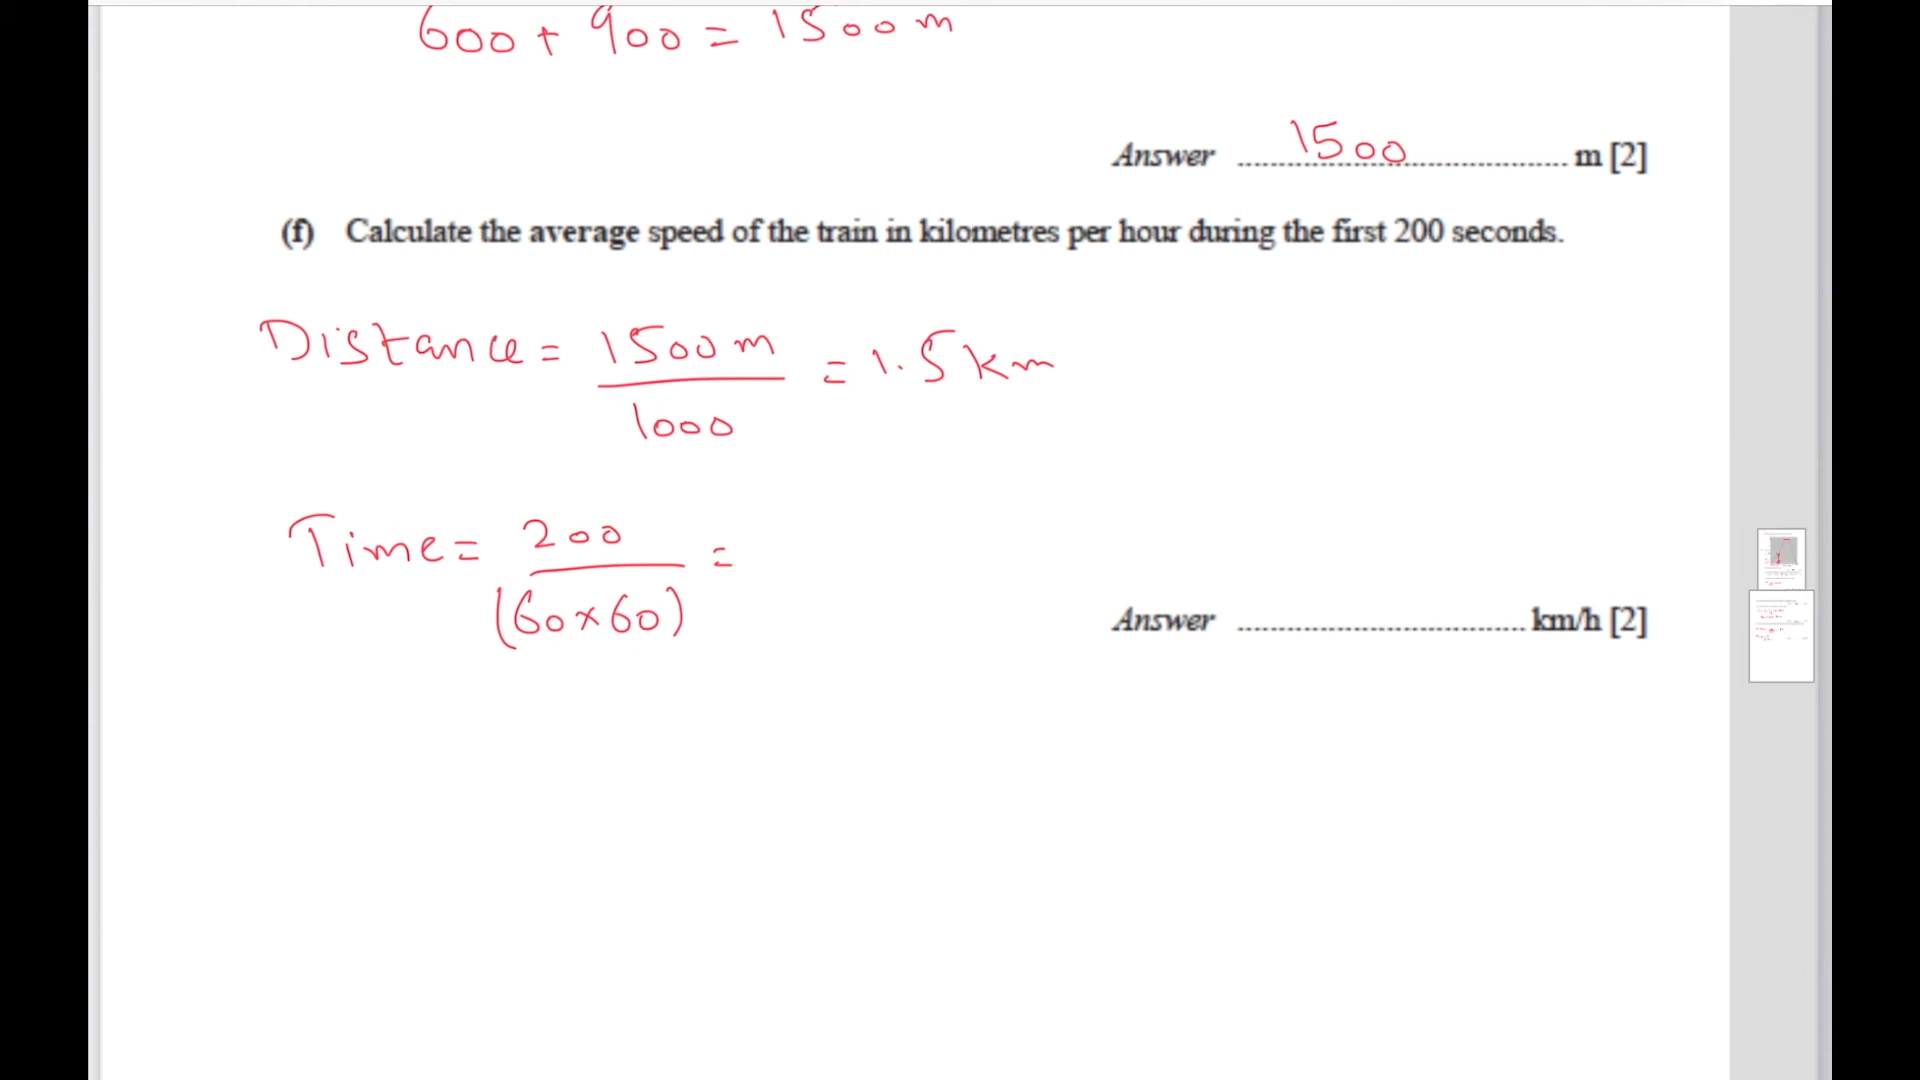 600 + 900 = 1500 m
1500
Answer ........................................ m [2]
(f) Calculate the average speed of the train in kilometres per hour during the first 200 seconds.
Distance = 1500 m / 1000 = 1.5 km
Time = 200 / (60 × 60) =
Answer ................................... km/h [2]